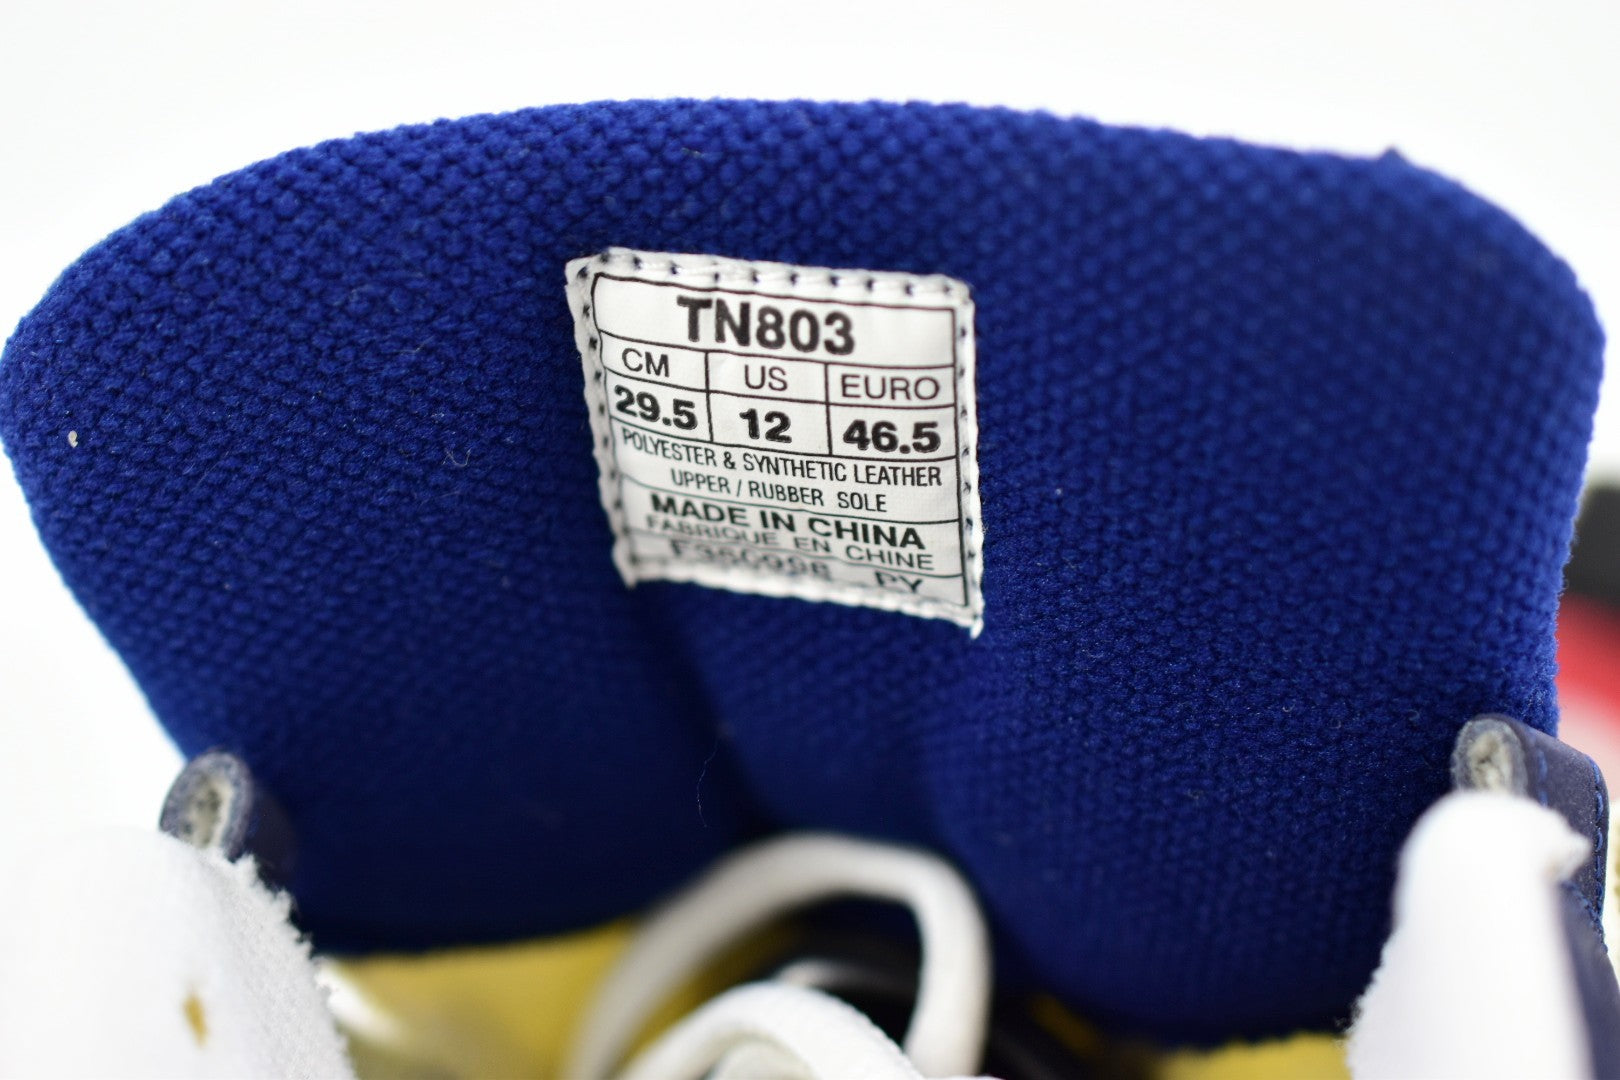 TN803
CM US EURO
29.5 12 46.5
POLYESTER & SYNTHETIC LEATHER
UPPER / RUBBER SOLE
MADE IN CHINA
FABRIQUE EN CHINE
PY